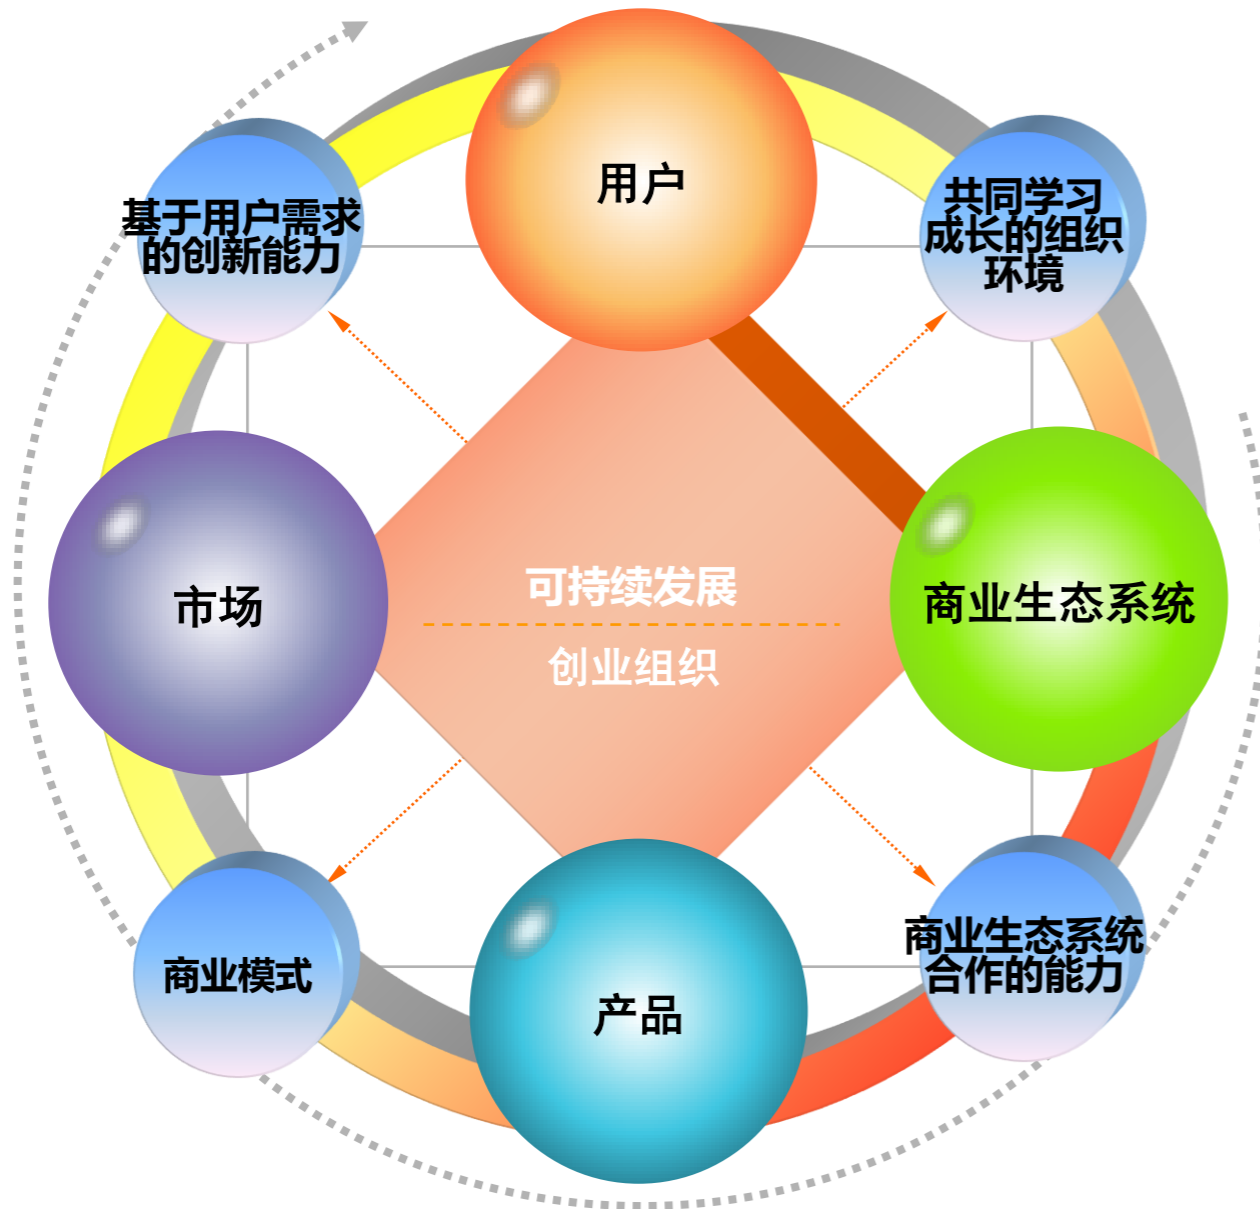 用户
基于用户需求
的创新能力
共同学习
成长的组织
环境
市场
可持续发展
创业组织
商业生态系统
商业模式
产品
商业生态系统
合作的能力